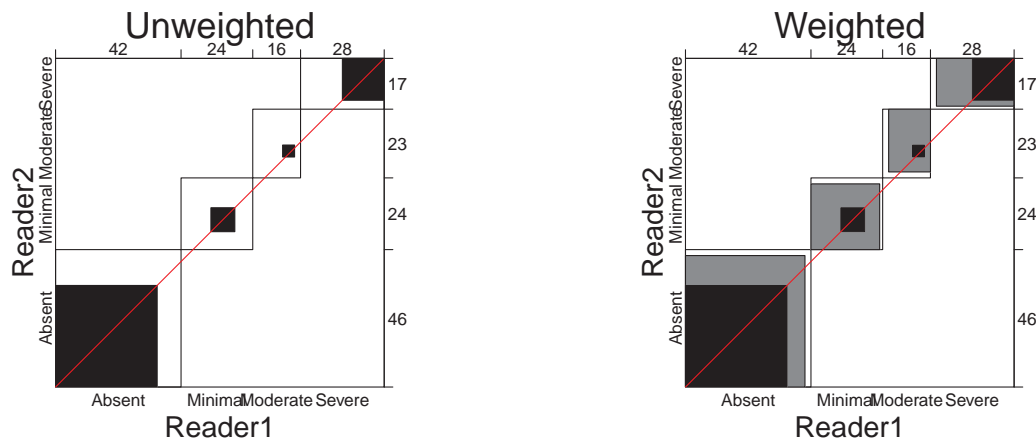 Unweighted
42 24 16 28
Severe 17
Moderate 23
Minimal 24
Absent 46
Reader2
Absent Minimal Moderate Severe
Reader1
Weighted
42 24 16 28
Severe 17
Moderate 23
Minimal 24
Absent 46
Reader2
Absent Minimal Moderate Severe
Reader1